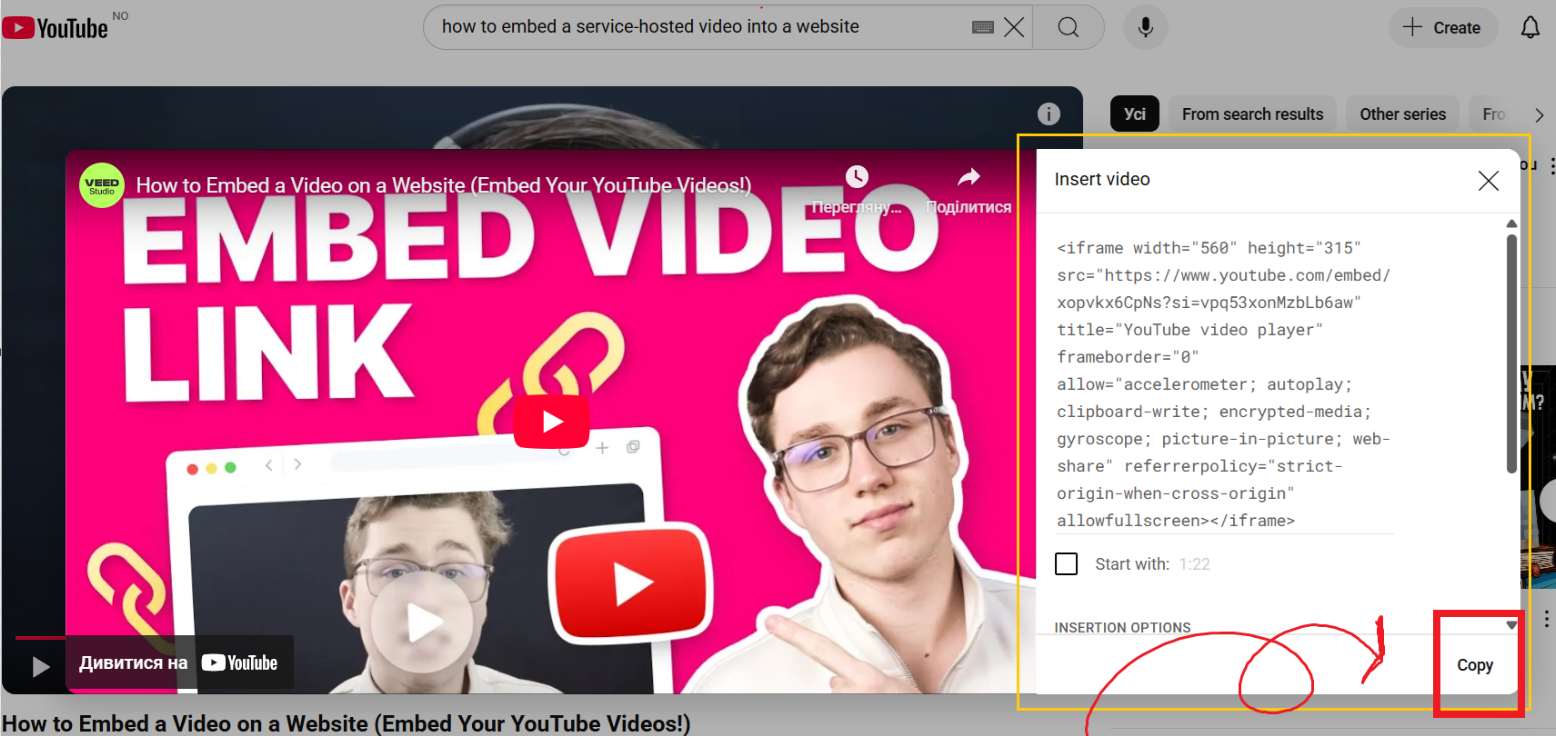 YouTube NO
how to embed a service-hosted video into a website
Create
Усі
From search results
Other series
Fro
VEED
Studio
How to Embed a Video on a Website (Embed Your YouTube Videos!)
Перегляну...
Поділитися
EMBED VIDEO
LINK
Дивитися на YouTube
Insert video
<iframe width="560" height="315"
src="https://www.youtube.com/embed/
xopvkx6CpNs?si=vpq53xonMzbLb6aw"
title="YouTube video player"
frameborder="0"
allow="accelerometer; autoplay;
clipboard-write; encrypted-media;
gyroscope; picture-in-picture; web-
share" referrerpolicy="strict-
origin-when-cross-origin"
allowfullscreen></iframe>
Start with: 1:22
INSERTION OPTIONS
Copy
How to Embed a Video on a Website (Embed Your YouTube Videos!)